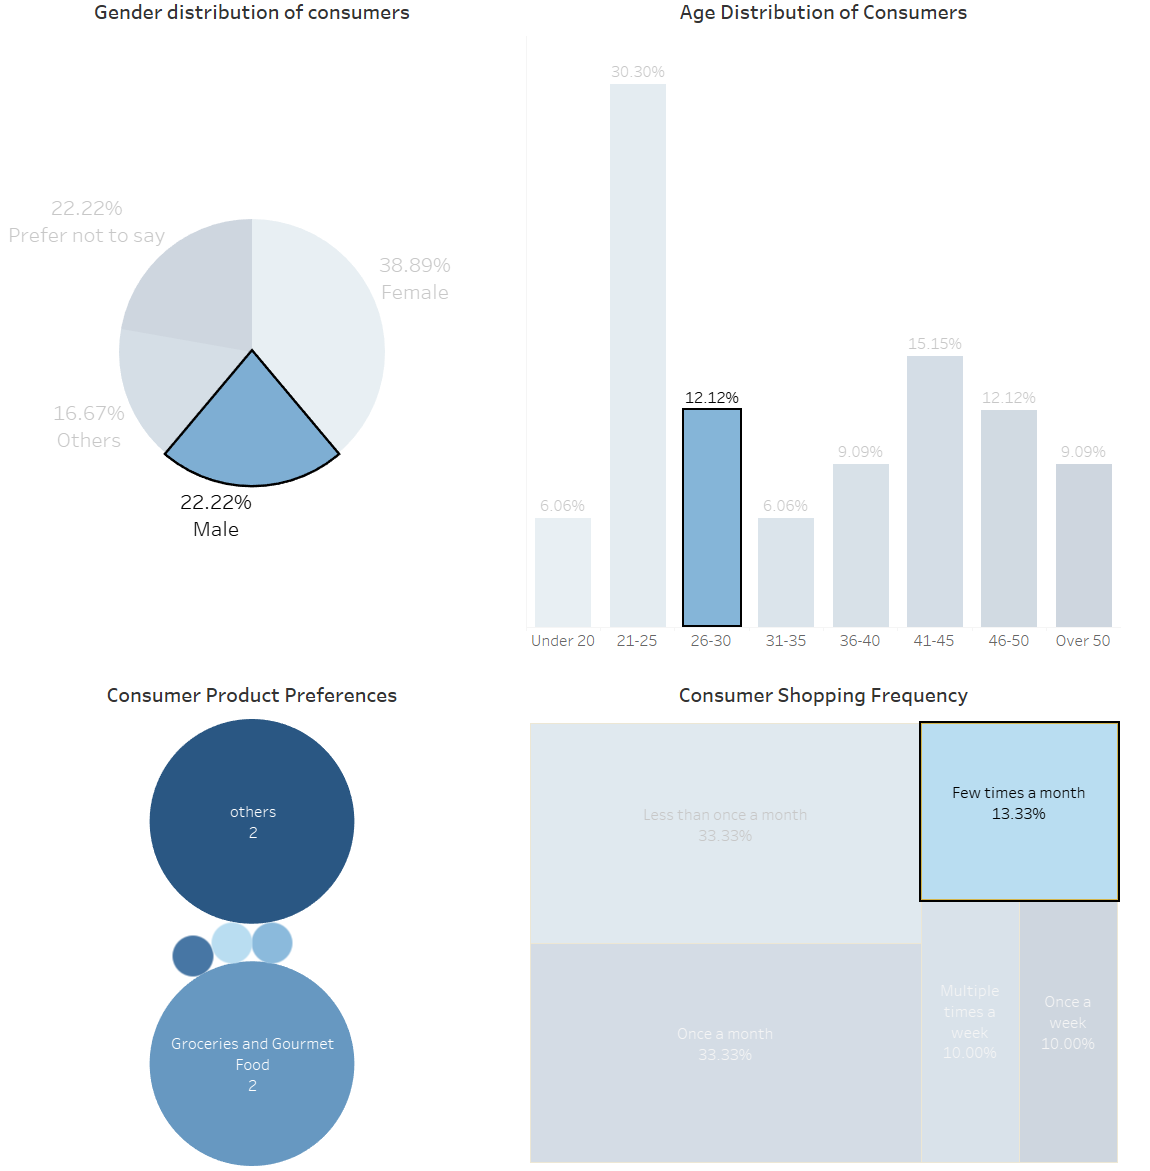 Gender distribution of consumers
22.22%
Prefer not to say
38.89%
Female
16.67%
Others
22.22%
Male
Age Distribution of Consumers
30.30%
15.15%
12.12%
12.12%
9.09%
9.09%
6.06%
6.06%
Under 20
21-25
26-30
31-35
36-40
41-45
46-50
Over 50
Consumer Product Preferences
others
2
Groceries and Gourmet
Food
2
Consumer Shopping Frequency
Less than once a month
33.33%
Few times a month
13.33%
Once a month
33.33%
Multiple
times a
week
10.00%
Once a
week
10.00%